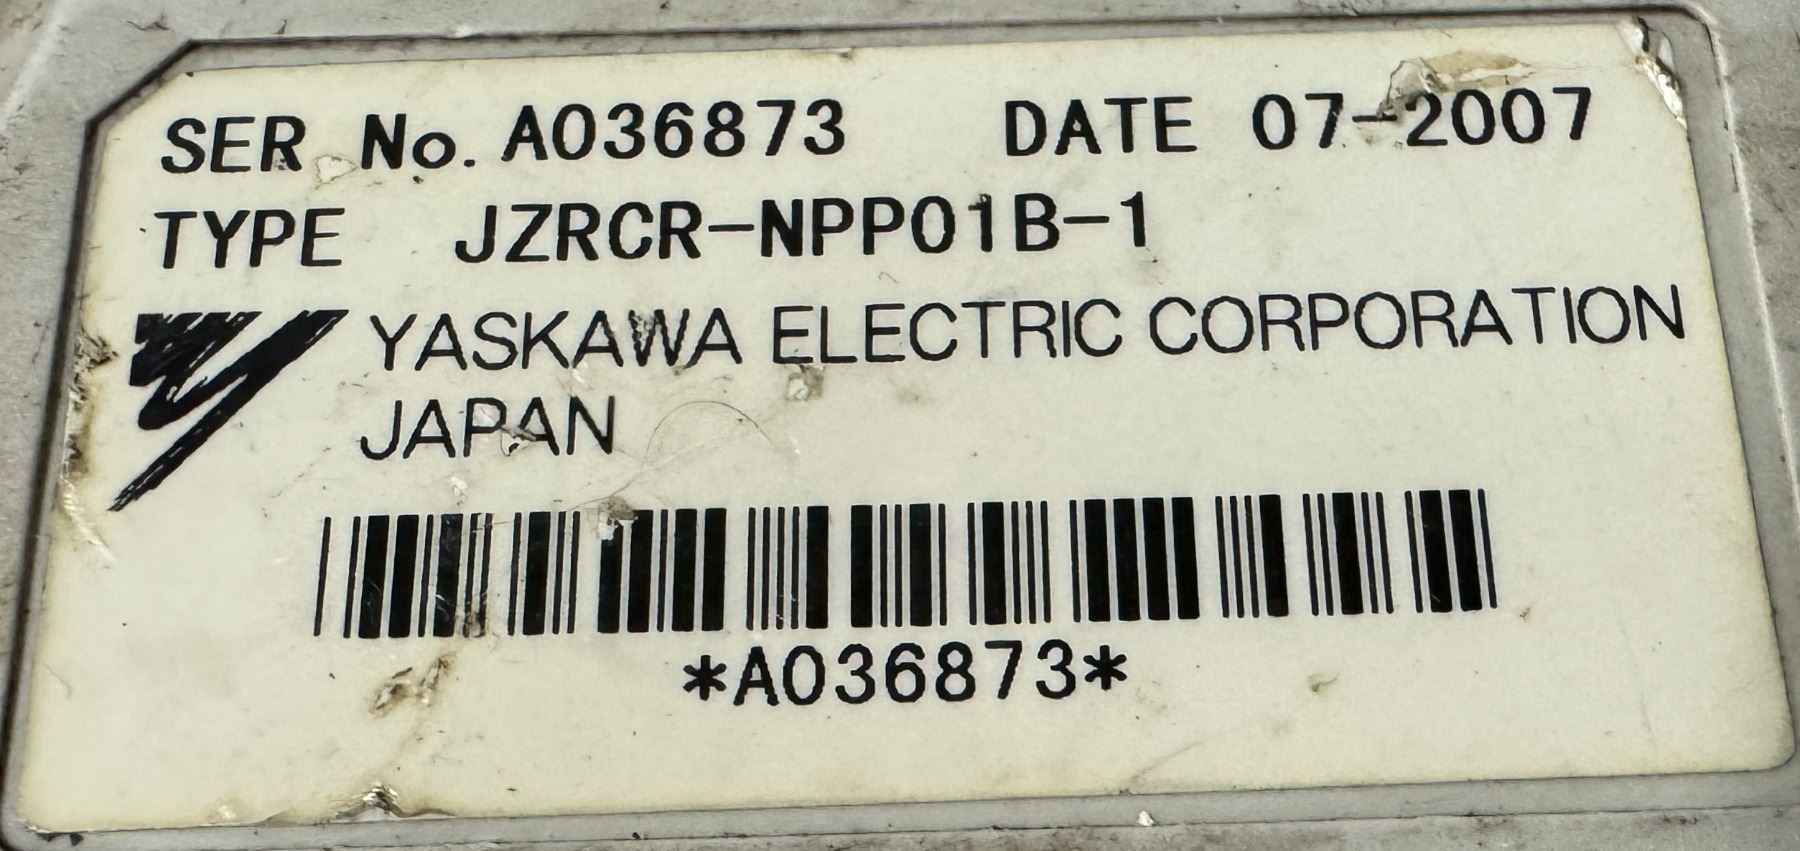 SER No. A036873 DATE 07-2007
TYPE JZRCR-NPP01B-1
YASKAWA ELECTRIC CORPORATION
JAPAN
*A036873*